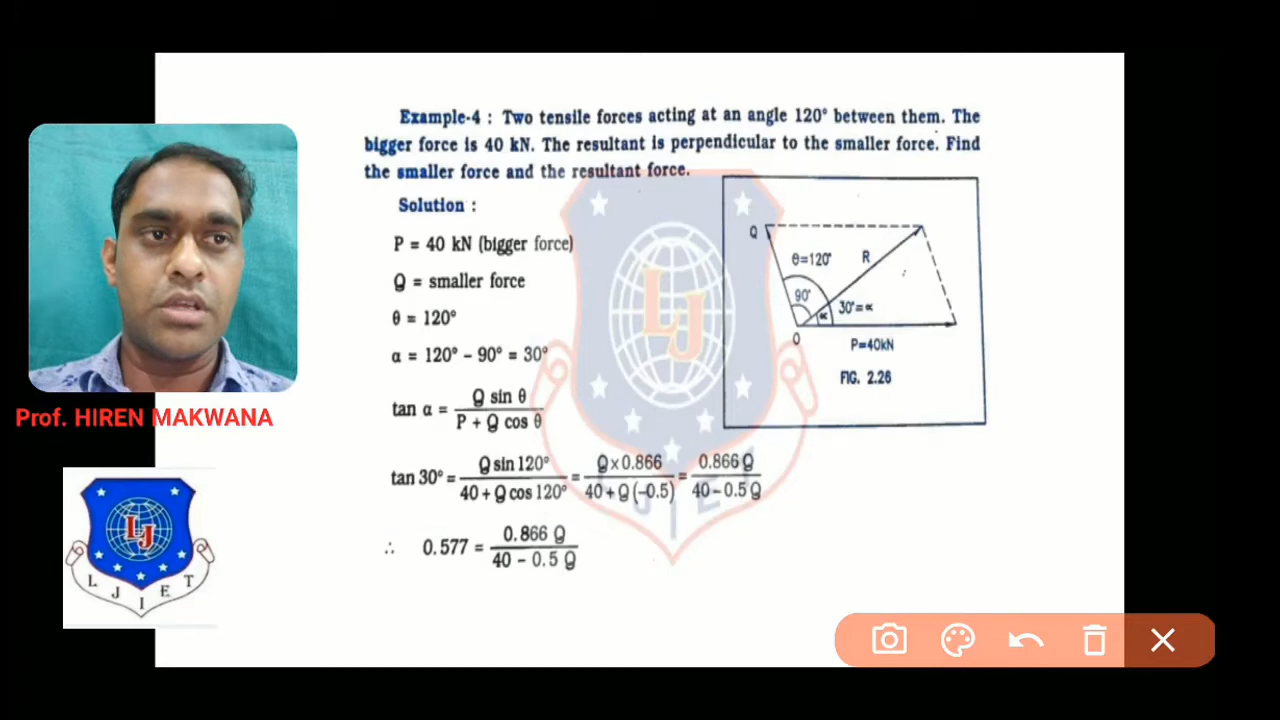 Example-4 : Two tensile forces acting at an angle 120° between them. The
bigger force is 40 kN. The resultant is perpendicular to the smaller force. Find
the smaller force and the resultant force.
Solution :
P = 40 kN (bigger force)
Q = smaller force
θ = 120°
α = 120° − 90° = 30°
tan α = Q sin θ / P + Q cos θ
tan 30° = Q sin 120° / 40 + Q cos 120° = Q x 0.866 / 40 + Q (−0.5) = 0.866 Q / 40 − 0.5 Q
∴ 0.577 = 0.866 Q / 40 − 0.5 Q
Q
θ=120°
R
90°
α
30°=α
O
P=40kN
FIG. 2.26
LJ
L J I E T
Prof. HIREN MAKWANA
LJ
L J I E T